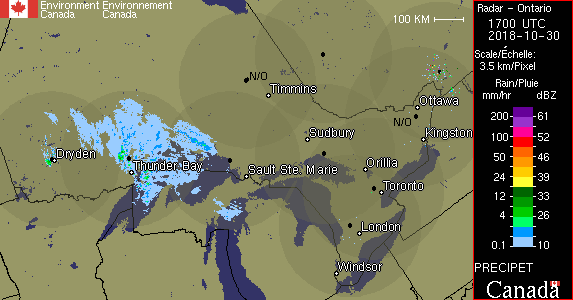 Environment Environnement
Canada Canada
100 KM
N/O
Timmins
Ottawa
N/O
Sudbury
Kingston
Dryden
Thunder Bay
Sault Ste. Marie
Orillia
Toronto
London
Windsor
Radar - Ontario
1700 UTC
2018-10-30
Scale/Échelle:
3.5 km/Pixel
Rain/Pluie
mm/hr dBZ
200 61
100 52
50 46
24 39
12 33
4 26
0.1 10
PRECIPET
Canada